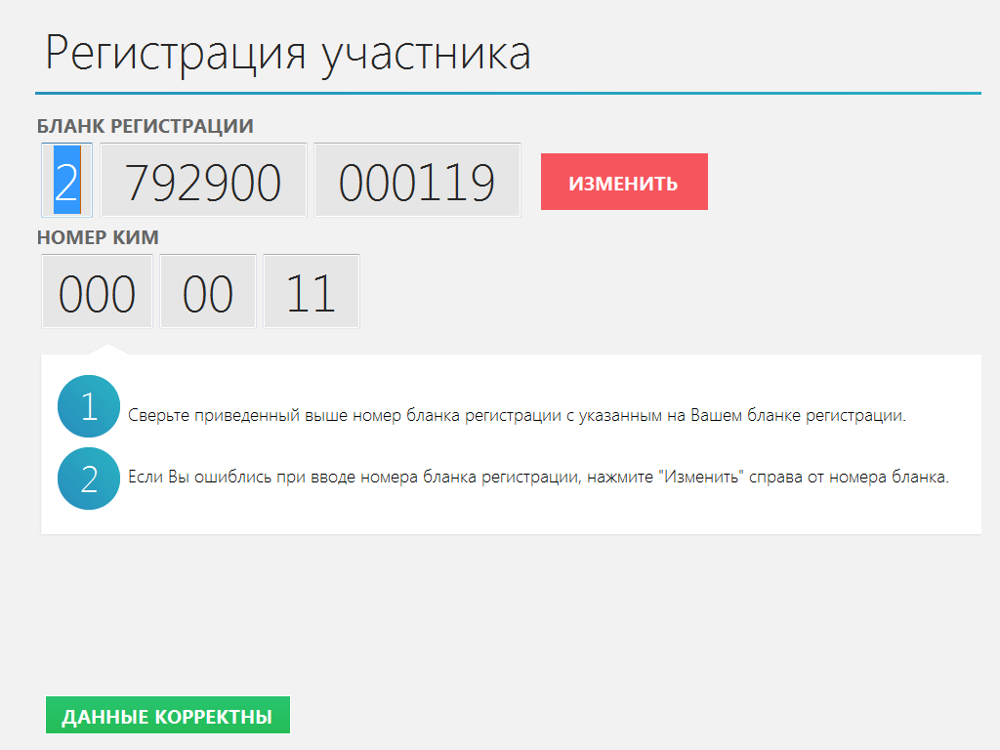 Регистрация участника
БЛАНК РЕГИСТРАЦИИ
2 792900 000119 ИЗМЕНИТЬ
НОМЕР КИМ
000 00 11
1 Сверьте приведенный выше номер бланка регистрации с указанным на Вашем бланке регистрации.
2 Если Вы ошиблись при вводе номера бланка регистрации, нажмите "Изменить" справа от номера бланка.
ДАННЫЕ КОРРЕКТНЫ